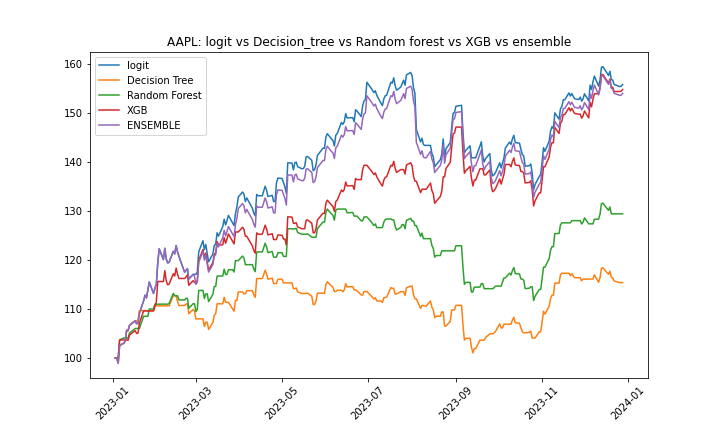 AAPL: logit vs Decision_tree vs Random forest vs XGB vs ensemble
logit
Decision Tree
Random Forest
XGB
ENSEMBLE
160
150
140
130
120
110
100
2023-01
2023-03
2023-05
2023-07
2023-09
2023-11
2024-01